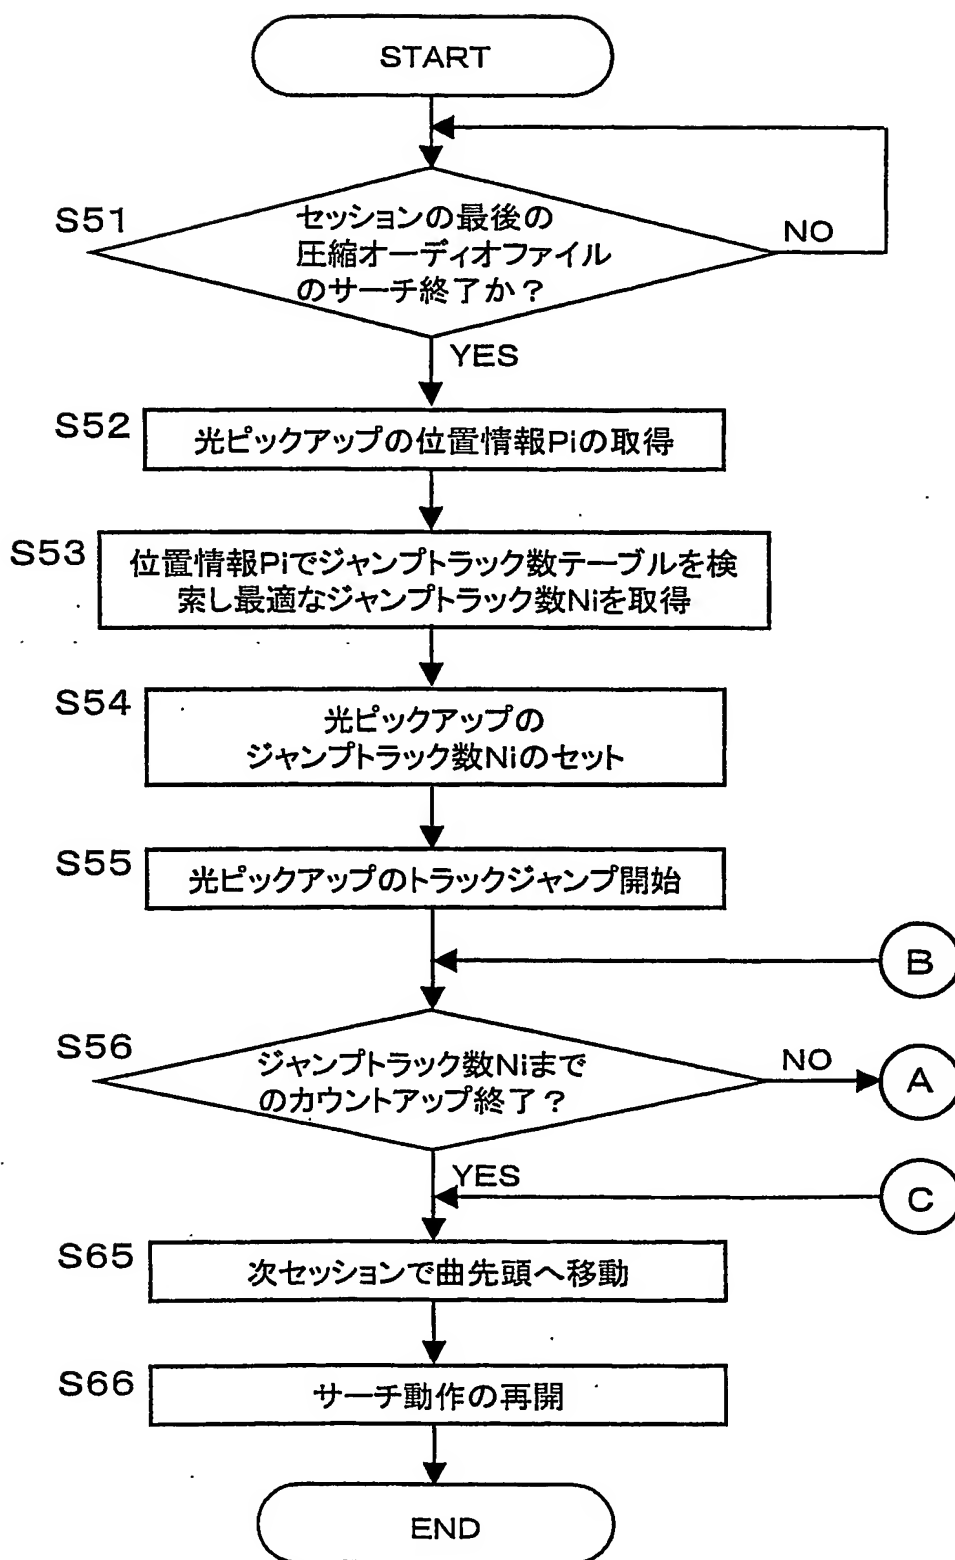 START
S51
セッションの最後の
圧縮オーディオファイル
のサーチ終了か？
NO
YES
S52
光ピックアップの位置情報Piの取得
S53
位置情報Piでジャンプトラック数テーブルを検
索し最適なジャンプトラック数Niを取得
S54
光ピックアップの
ジャンプトラック数Niのセット
S55
光ピックアップのトラックジャンプ開始
B
S56
ジャンプトラック数Niまで
のカウントアップ終了？
NO
A
YES
C
S65
次セッションで曲先頭へ移動
S66
サーチ動作の再開
END